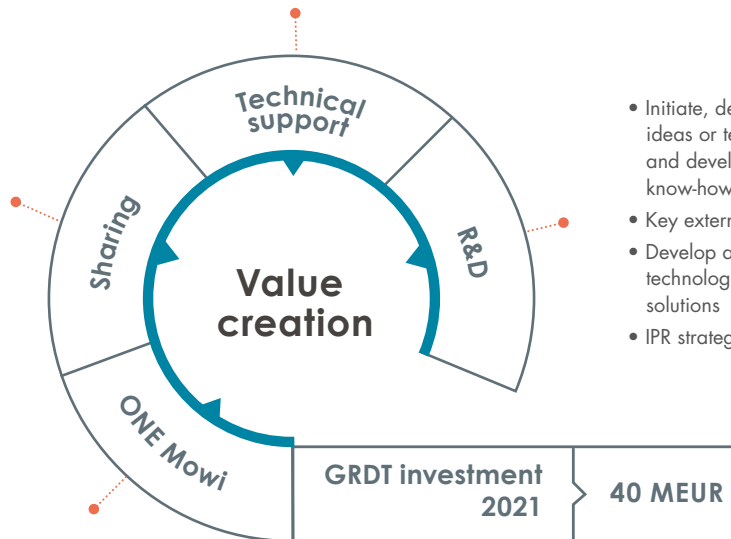 Technical
support
Sharing
R&D
Value
creation
ONE Mowi
GRDT investment
2021
40 MEUR
• Initiate, de
ideas or te
and develo
know-how
• Key extern
• Develop a
technolog
solutions
• IPR strateg